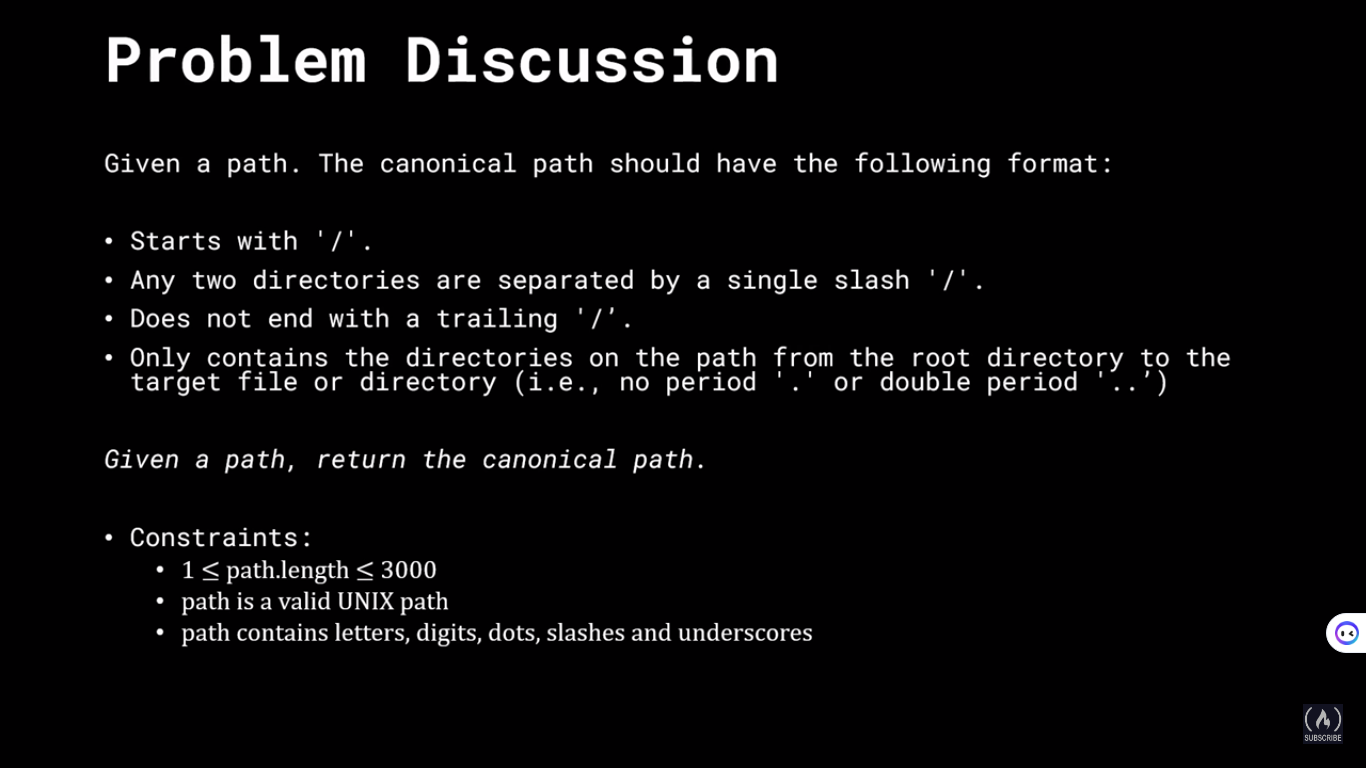 Problem Discussion
Given a path. The canonical path should have the following format:
• Starts with '/'.
• Any two directories are separated by a single slash '/'.
• Does not end with a trailing '/’.
• Only contains the directories on the path from the root directory to the
target file or directory (i.e., no period '.' or double period '..’)
Given a path, return the canonical path.
• Constraints:
• 1 ≤ path.length ≤ 3000
• path is a valid UNIX path
• path contains letters, digits, dots, slashes and underscores
SUBSCRIBE